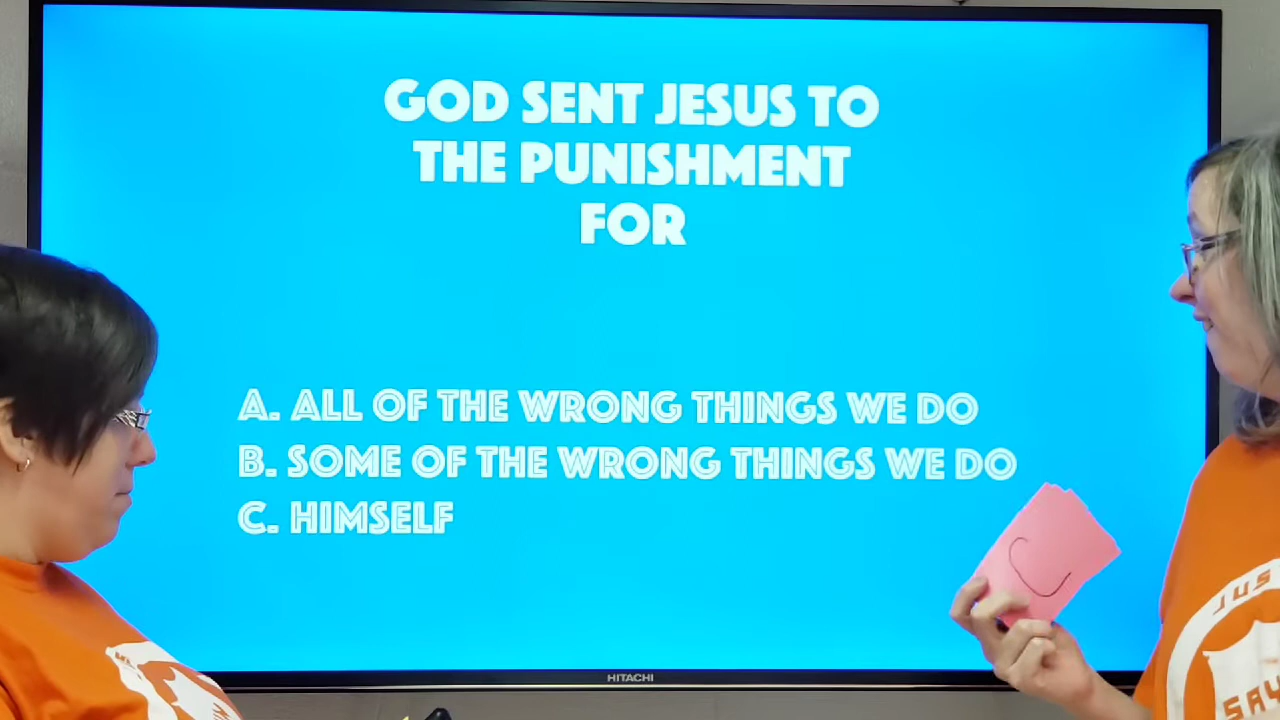 GOD SENT JESUS TO
THE PUNISHMENT
FOR
A. ALL OF THE WRONG THINGS WE DO
B. SOME OF THE WRONG THINGS WE DO
C. HIMSELF
C
HITACHI